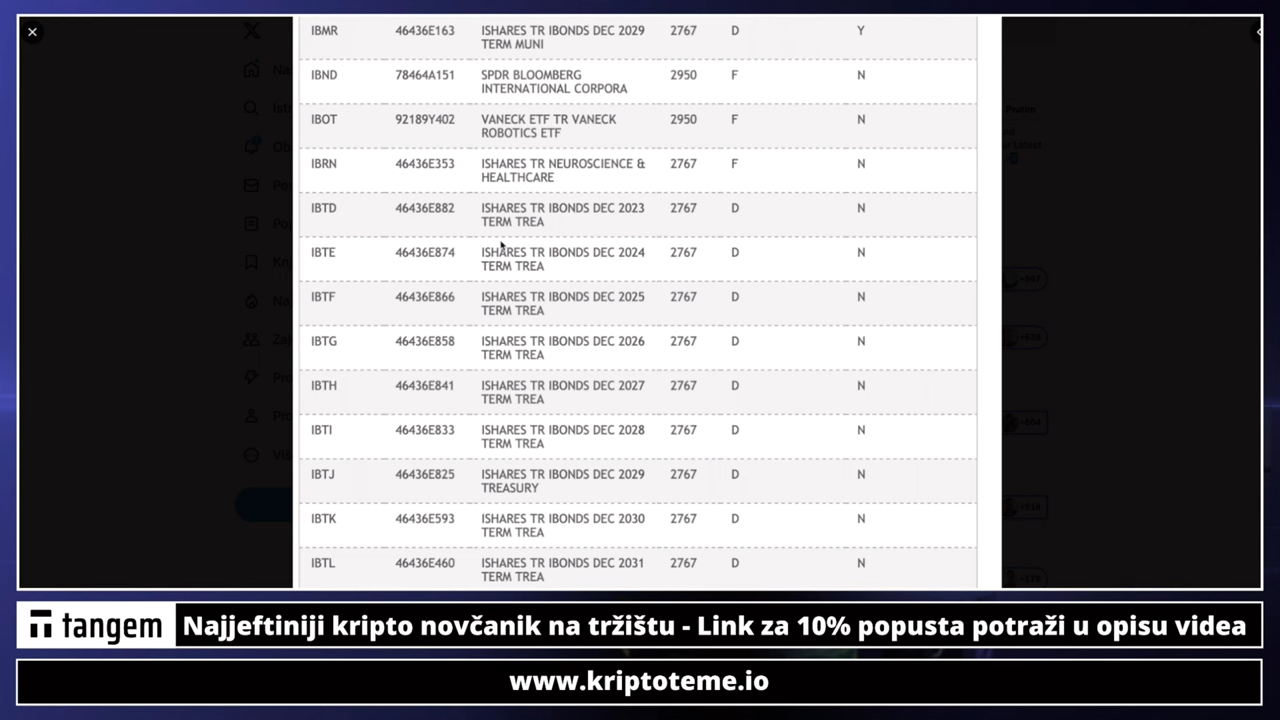 IBMR 46436E163 ISHARES TR IBONDS DEC 2029 2767 D Y
TERM MUNI
IBND 78464A151 SPDR BLOOMBERG 2950 F N
INTERNATIONAL CORPORA
IBOT 92189Y402 VANECK ETF TR VANECK 2950 F N
ROBOTICS ETF
IBRN 46436E353 ISHARES TR NEUROSCIENCE & 2767 F N
HEALTHCARE
IBTD 46436E882 ISHARES TR IBONDS DEC 2023 2767 D N
TERM TREA
IBTE 46436E874 ISHARES TR IBONDS DEC 2024 2767 D N
TERM TREA
IBTF 46436E866 ISHARES TR IBONDS DEC 2025 2767 D N
TERM TREA
IBTG 46436E858 ISHARES TR IBONDS DEC 2026 2767 D N
TERM TREA
IBTH 46436E841 ISHARES TR IBONDS DEC 2027 2767 D N
TERM TREA
IBTI 46436E833 ISHARES TR IBONDS DEC 2028 2767 D N
TERM TREA
IBTJ 46436E825 ISHARES TR IBONDS DEC 2029 2767 D N
TREASURY
IBTK 46436E593 ISHARES TR IBONDS DEC 2030 2767 D N
TERM TREA
IBTL 46436E460 ISHARES TR IBONDS DEC 2031 2767 D N
TERM TREA
tangem Najjeftiniji kripto novčanik na tržištu - Link za 10% popusta potraži u opisu videa
www.kriptoteme.io